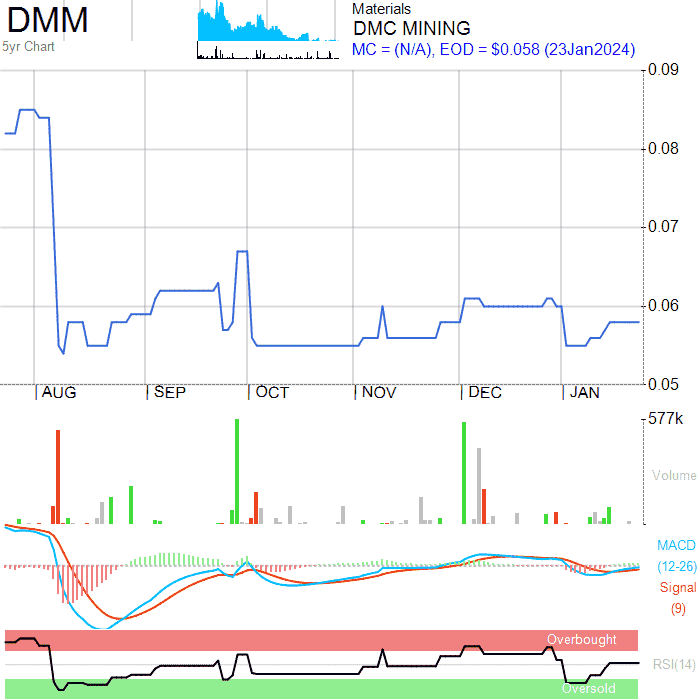 DMM
5yr Chart
Materials
DMC MINING
MC = (N/A), EOD = $0.058 (23Jan2024)
0.09
0.08
0.07
0.06
0.05
AUG
SEP
OCT
NOV
DEC
JAN
577k
Volume
MACD
(12-26)
Signal
(9)
Overbought
RSI(14)
Oversold